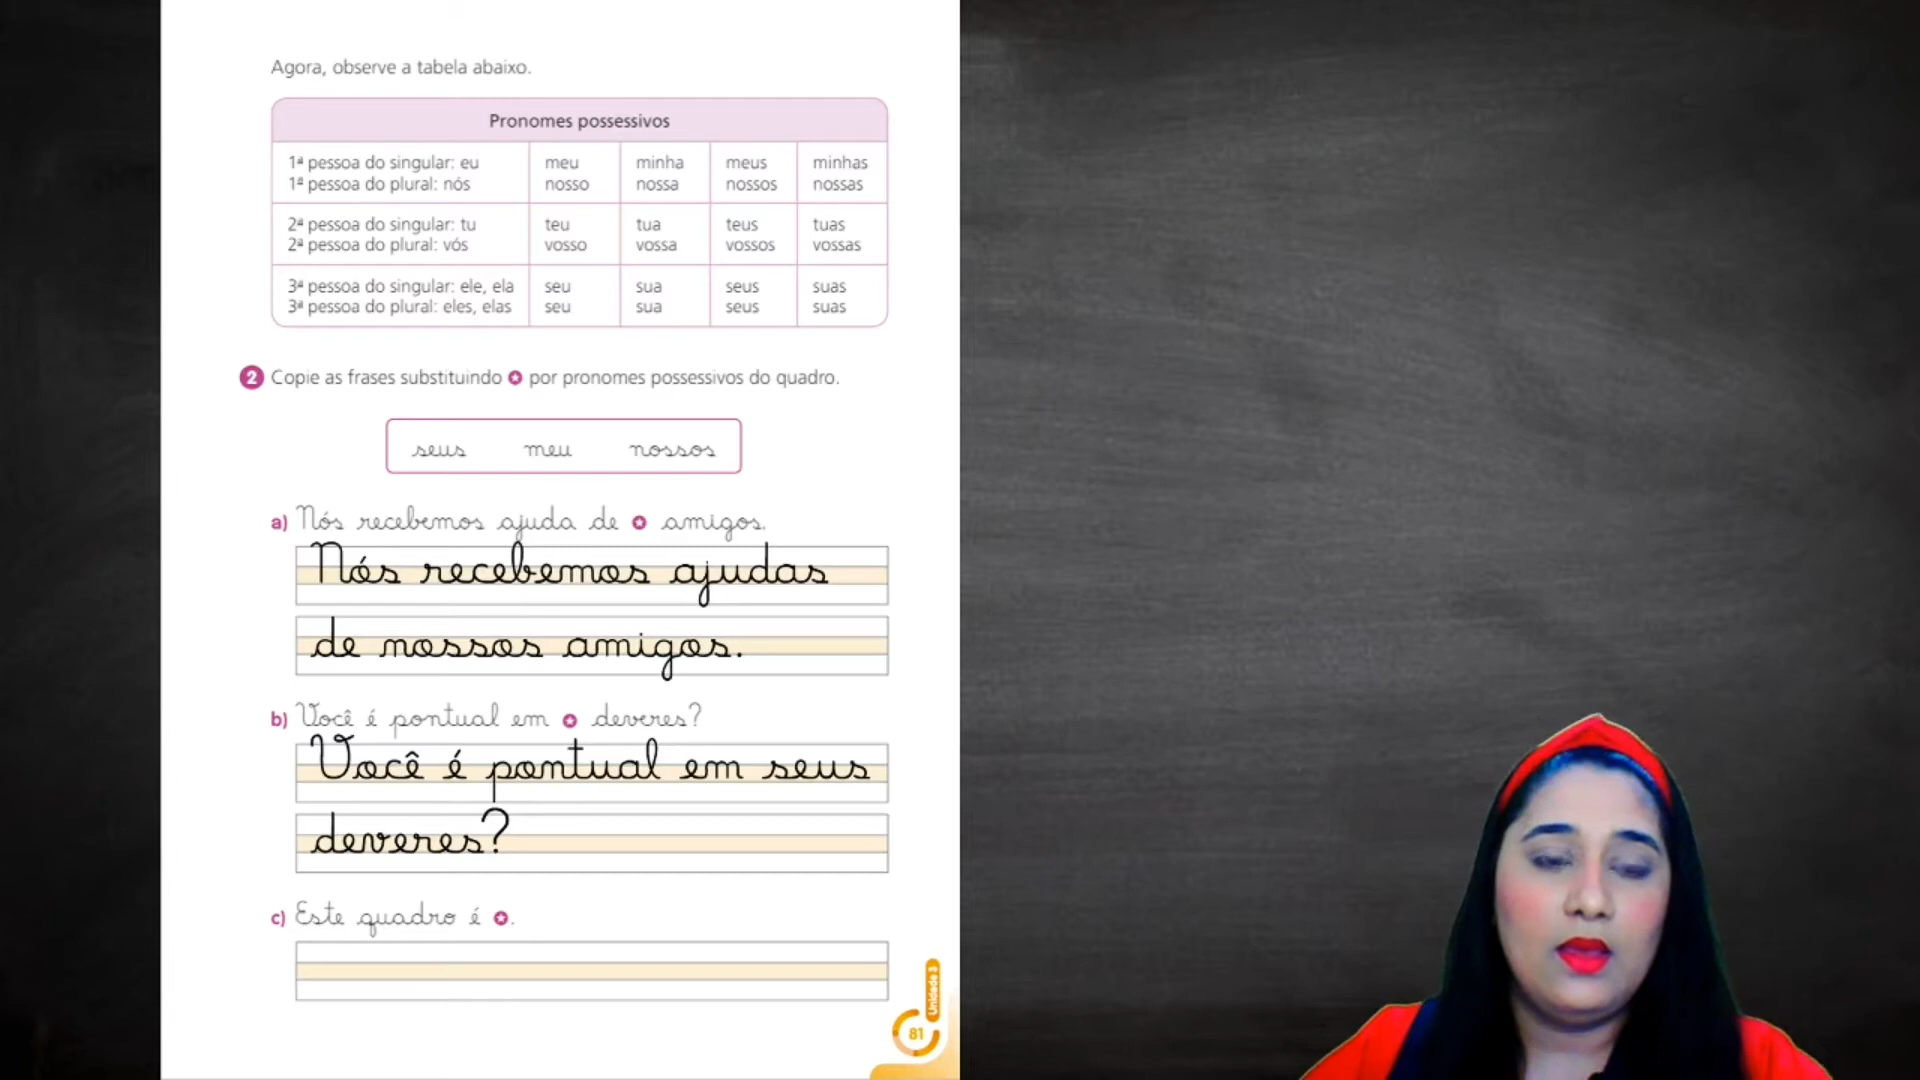 Agora, observe a tabela abaixo.
Pronomes possessivos
1ª pessoa do singular: eu meu minha meus minhas
1ª pessoa do plural: nós nosso nossa nossos nossas
2ª pessoa do singular: tu teu tua teus tuas
2ª pessoa do plural: vós vosso vossa vossos vossas
3ª pessoa do singular: ele, ela seu sua seus suas
3ª pessoa do plural: eles, elas seu sua seus suas
2 Copie as frases substituindo ✪ por pronomes possessivos do quadro.
seus meu nossos
a) Nós recebemos ajuda de ✪ amigos.
Nós recebemos ajudas
de nossos amigos.
b) Você é pontual em ✪ deveres?
Você é pontual em seus
deveres?
c) Este quadro é ✪.
Unidade 3
81